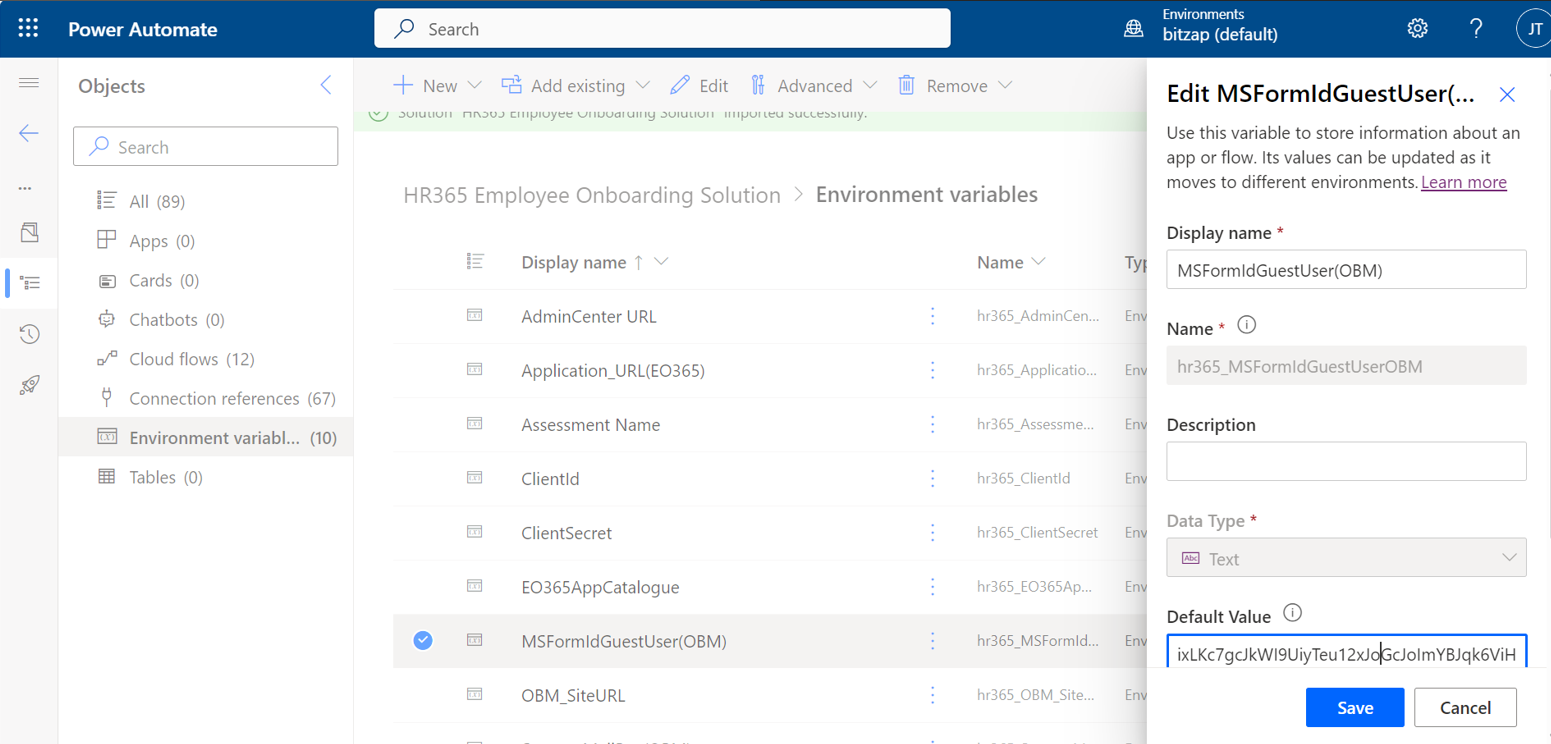 Power Automate
Search
Environments
bitzap (default)
JT
Objects
Search
All (89)
Apps (0)
Cards (0)
Chatbots (0)
Cloud flows (12)
Connection references (67)
Environment variabl... (10)
Tables (0)
New
Add existing
Edit
Advanced
Remove
Solution "HR365 Employee Onboarding Solution" imported successfully.
HR365 Employee Onboarding Solution > Environment variables
Display name ↑ Name Typ
AdminCenter URL hr365_AdminCen... Env
Application_URL(EO365) hr365_Applicatio... Env
Assessment Name hr365_Assessme... Env
ClientId hr365_ClientId Env
ClientSecret hr365_ClientSecret Env
EO365AppCatalogue hr365_EO365Ap... Env
MSFormIdGuestUser(OBM) hr365_MSFormId... Env
OBM_SiteURL hr365_OBM_Site... Env
Edit MSFormIdGuestUser(...
Use this variable to store information about an
app or flow. Its values can be updated as it
moves to different environments. Learn more
Display name *
MSFormIdGuestUser(OBM)
Name *
hr365_MSFormIdGuestUserOBM
Description
Data Type *
Abc Text
Default Value
ixLKc7gcJkWI9UiyTeu12xJoGcJoImYBJqk6ViH
Save
Cancel